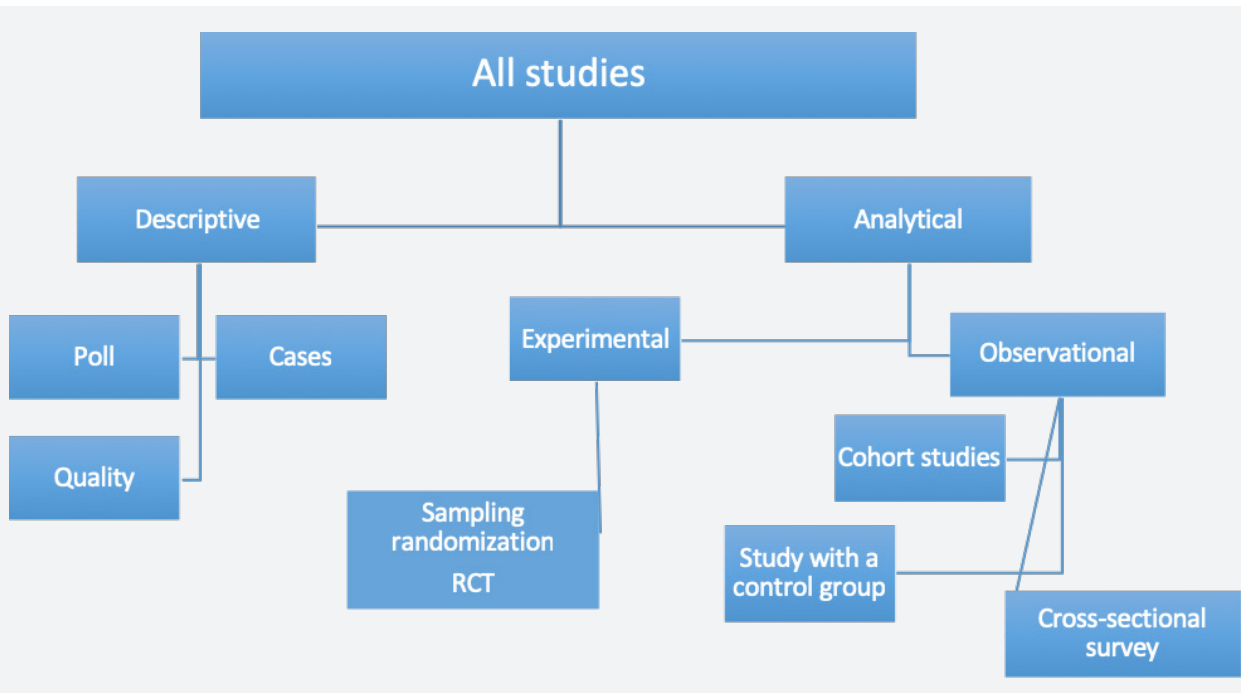 All studies
Descriptive
Analytical
Poll
Cases
Experimental
Observational
Quality
Cohort studies
Sampling
randomization
RCT
Study with a
control group
Cross-sectional
survey